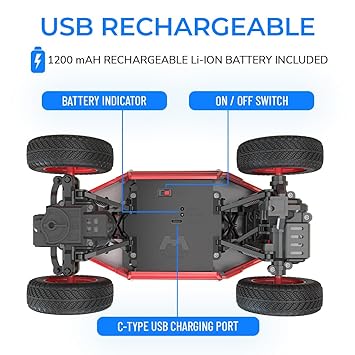 USB RECHARGEABLE
1200 mAH RECHARGEABLE Li-ION BATTERY INCLUDED
BATTERY INDICATOR
ON / OFF SWITCH
C-TYPE USB CHARGING PORT